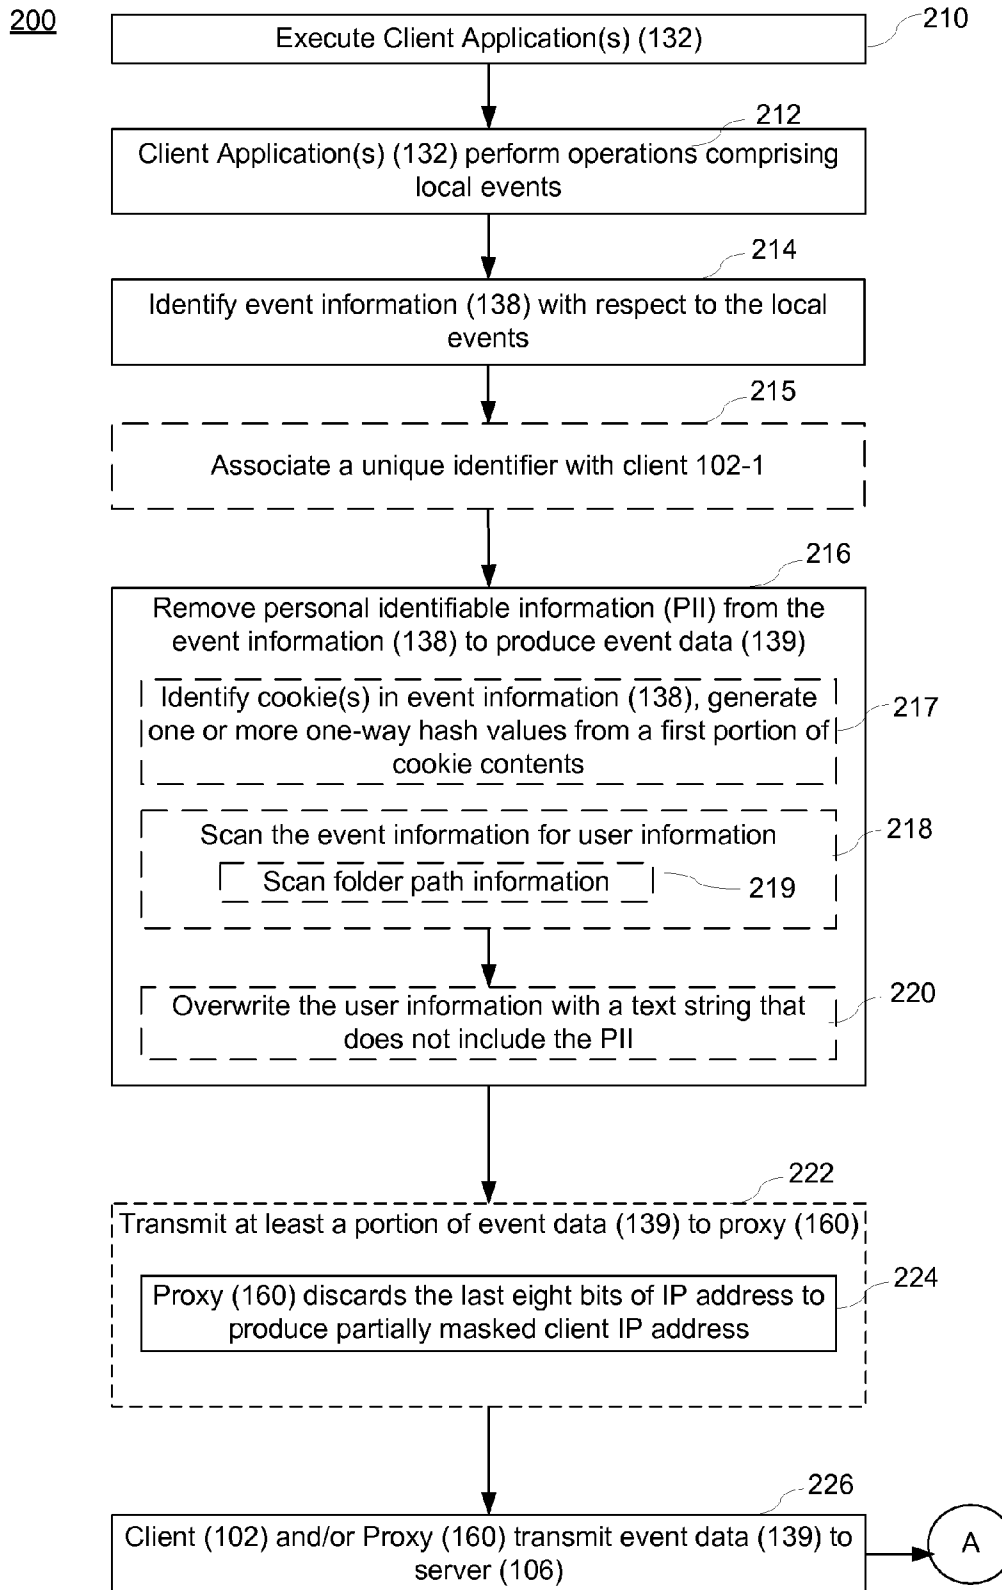 200
Execute Client Application(s) (132)
210
212
Client Application(s) (132) perform operations comprising
local events
214
Identify event information (138) with respect to the local
events
215
Associate a unique identifier with client 102-1
216
Remove personal identifiable information (PII) from the
event information (138) to produce event data (139)
Identify cookie(s) in event information (138), generate
one or more one-way hash values from a first portion of
cookie contents
217
Scan the event information for user information
218
Scan folder path information
219
Overwrite the user information with a text string that
does not include the PII
220
222
Transmit at least a portion of event data (139) to proxy (160)
Proxy (160) discards the last eight bits of IP address to
produce partially masked client IP address
224
226
Client (102) and/or Proxy (160) transmit event data (139) to
server (106)
A